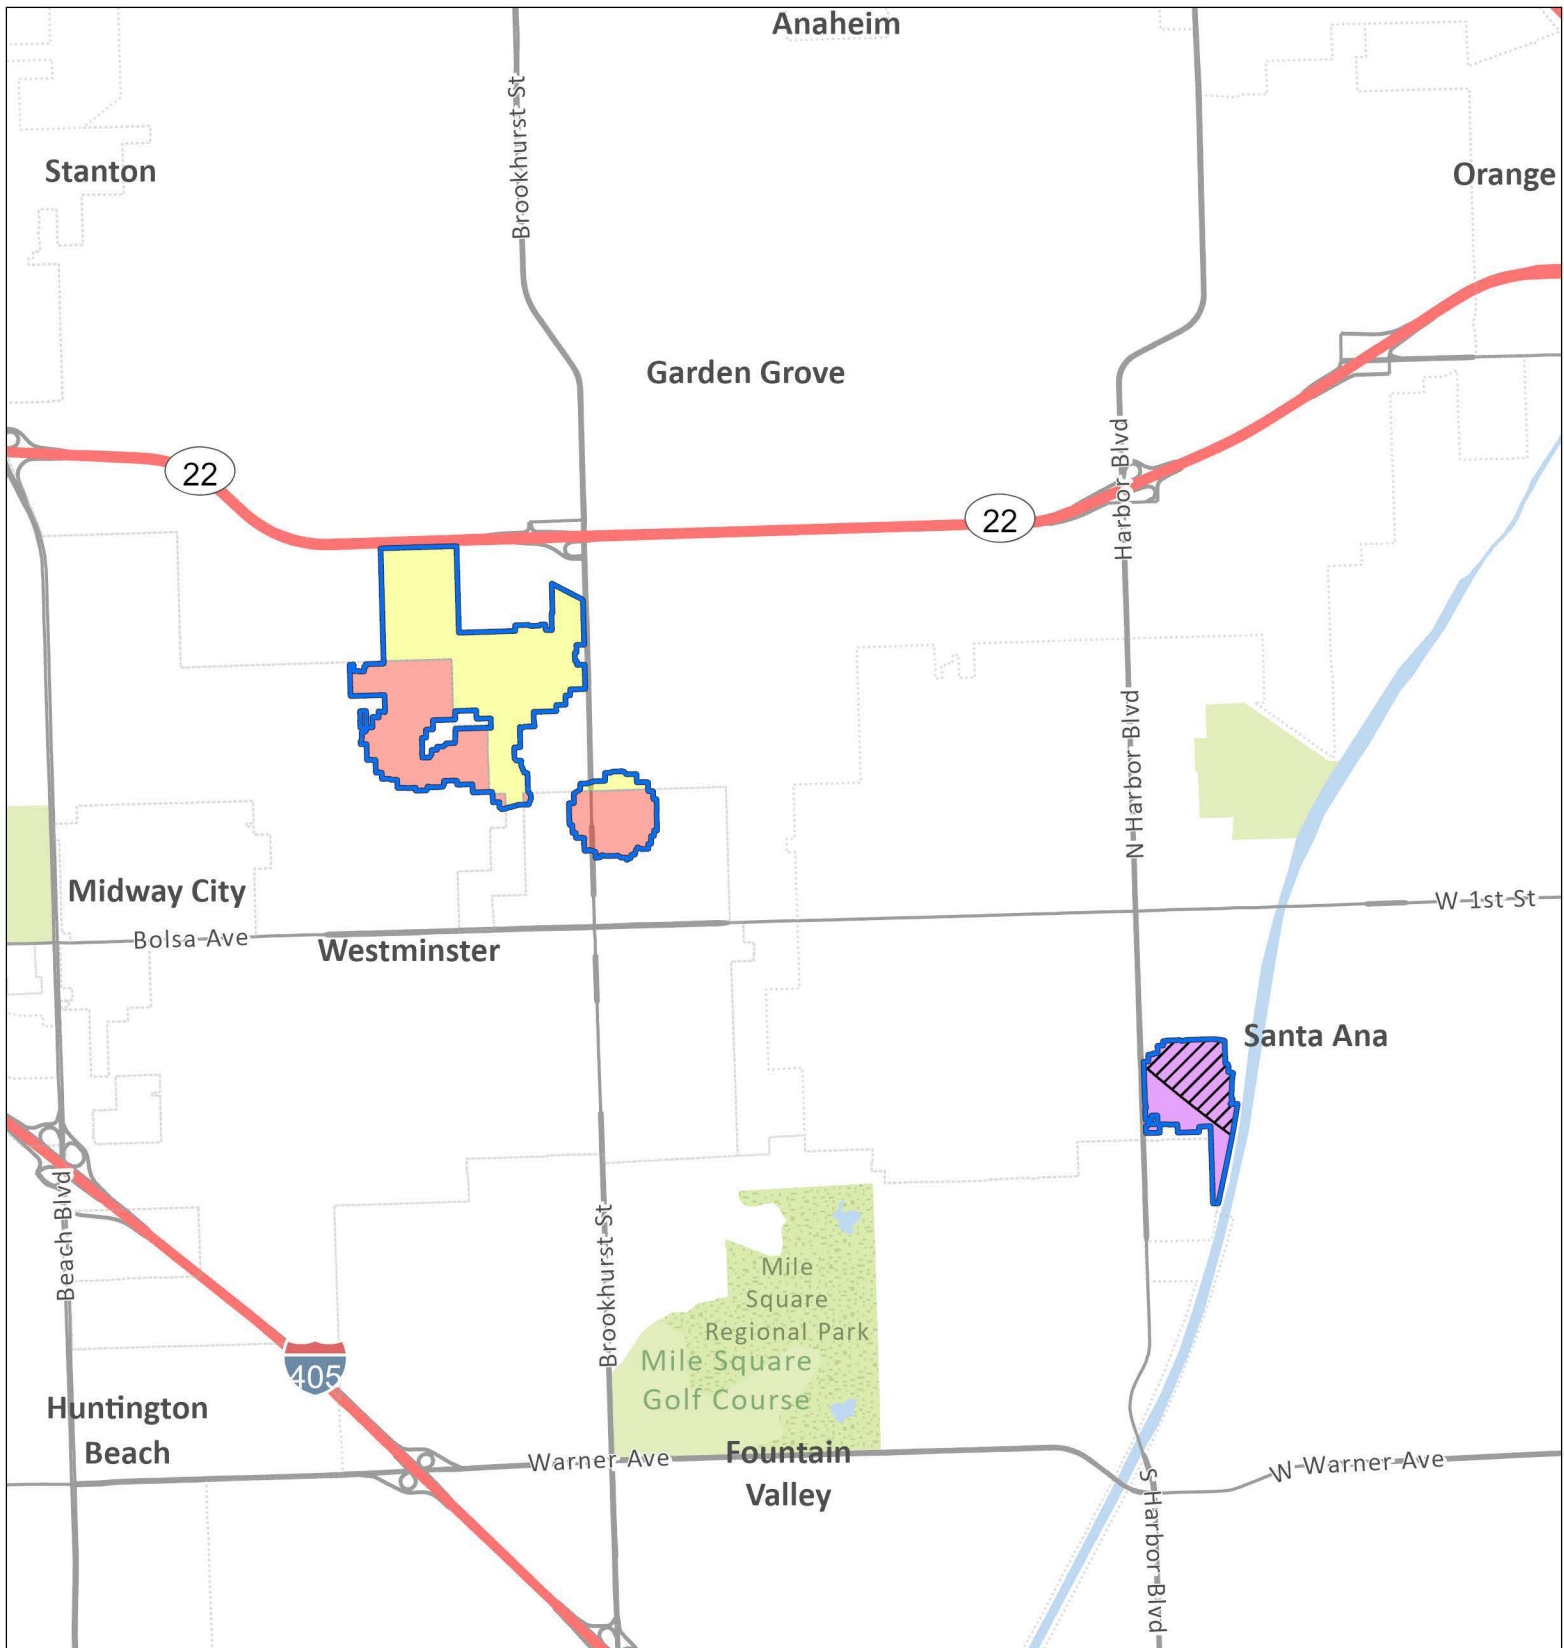 Anaheim
Brookhurst St
Stanton
Orange
Garden Grove
Harbor Blvd
22
22
N Harbor Blvd
Midway City
W 1st St
Bolsa Ave
Westminster
Santa Ana
Beach Blvd
Brookhurst St
Mile
Square
Regional Park
Mile Square
Golf Course
405
Huntington
Beach
Warner Ave
Fountain
Valley
W Warner Ave
S Harbor Blvd